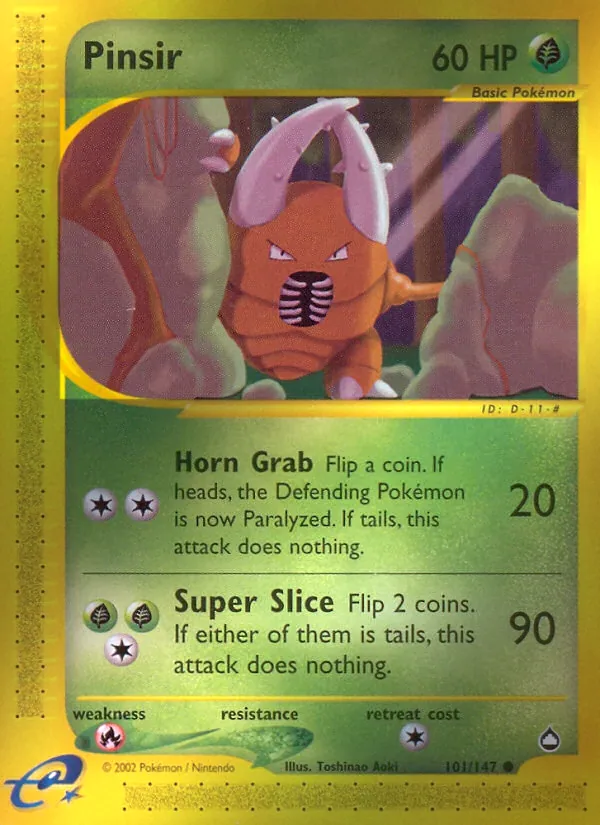 Pinsir
60 HP
Basic Pokémon
ID: D-11-#
Horn Grab Flip a coin. If
heads, the Defending Pokémon
is now Paralyzed. If tails, this
attack does nothing.
20
Super Slice Flip 2 coins.
If either of them is tails, this
attack does nothing.
90
weakness resistance retreat cost
© 2002 Pokémon / Nintendo Illus. Toshinao Aoki 101/147
e